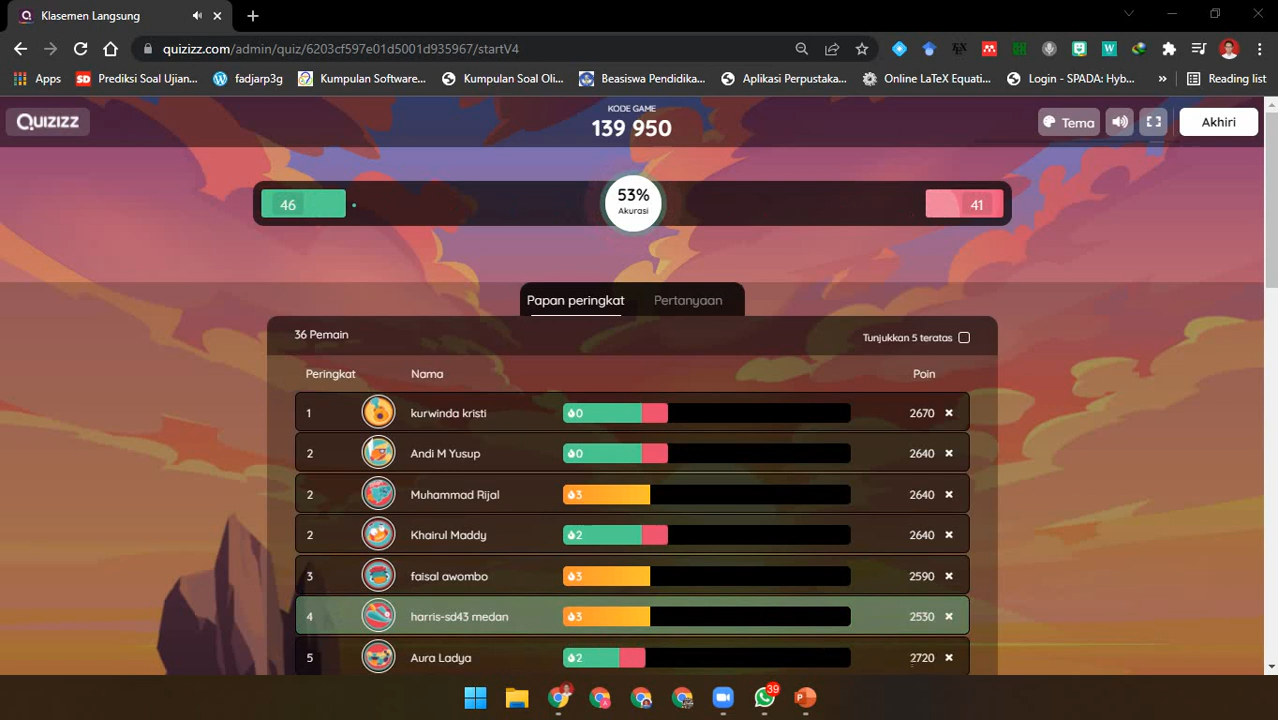 Klasemen Langsung
quizizz.com/admin/quiz/6203cf597e01d5001d935967/startV4
Apps Prediksi Soal Ujian... fadjarp3g Kumpulan Software... Kumpulan Soal Oli... Beasiswa Pendidika... Aplikasi Perpustaka... Online LaTeX Equati... Login - SPADA: Hyb... » Reading list
QUIZIZZ
KODE GAME
139 950
Tema
Akhiri
46
53%
Akurasi
41
Papan peringkat Pertanyaan
36 Pemain
Tunjukkan 5 teratas
Peringkat Nama Poin
1 kurwinda kristi 0 2670
2 Andi M Yusup 0 2640
2 Muhammad Rijal 3 2640
2 Khairul Maddy 2 2640
3 faisal awombo 3 2590
4 harris-sd43 medan 3 2530
5 Aura Ladya 2 2720
39